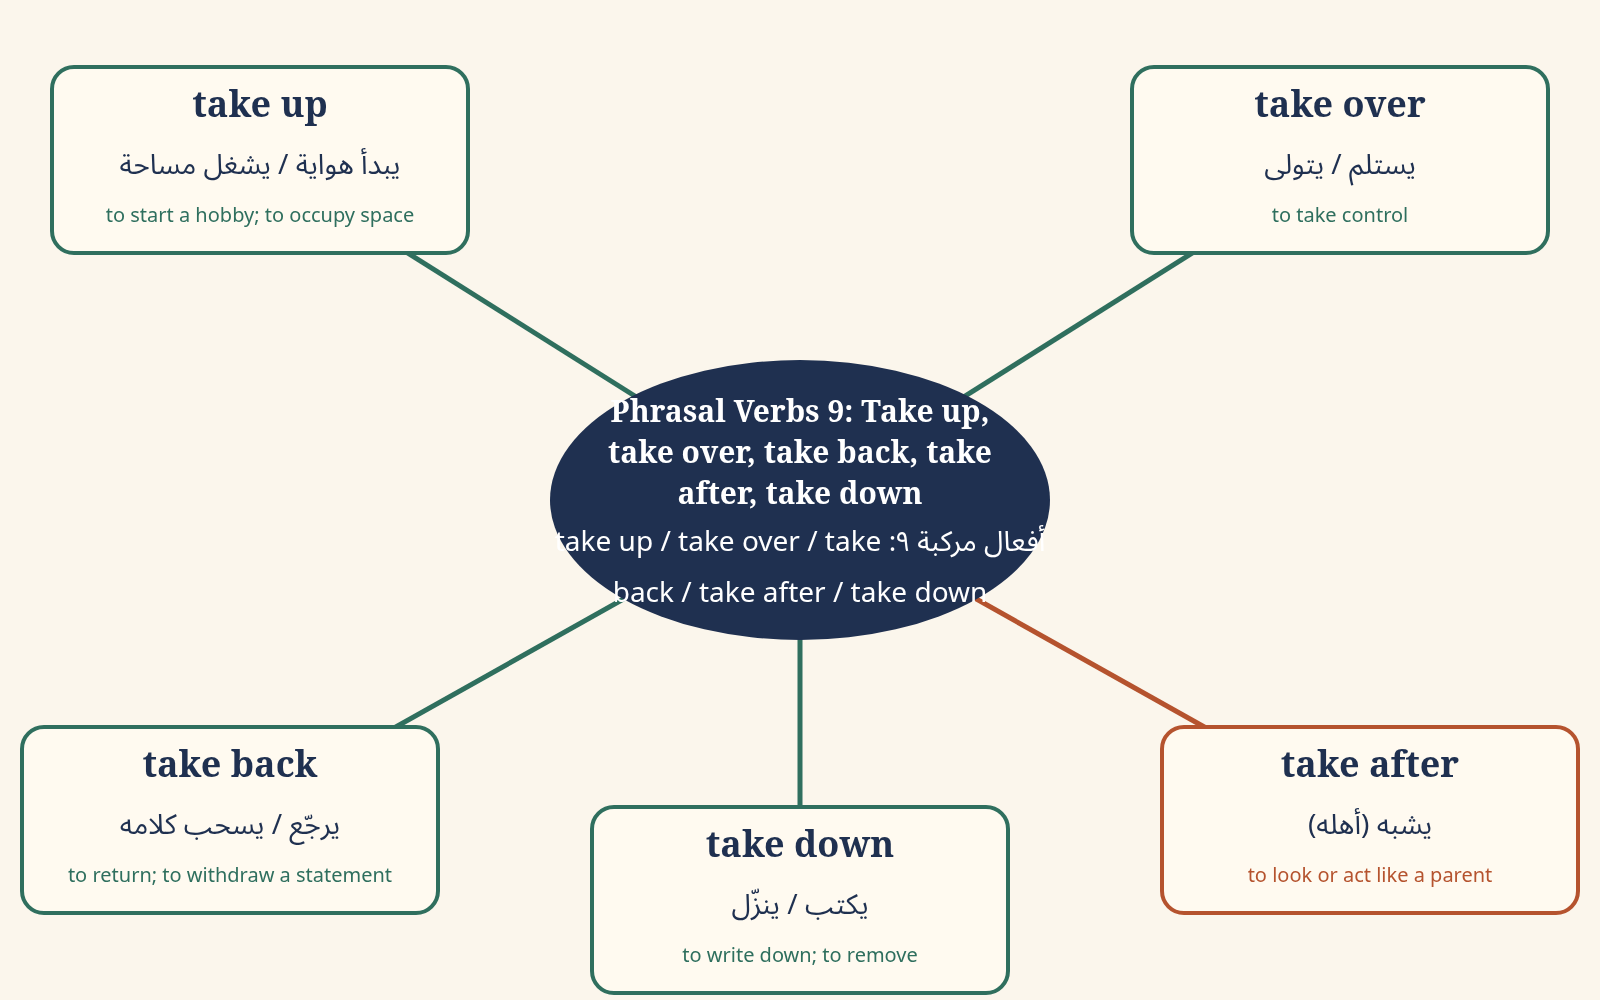 take up
يبدأ هواية / يشغل مساحة
to start a hobby; to occupy space
take over
يستلم / يتولى
to take control
Phrasal Verbs 9: Take up,
take over, take back, take
after, take down
أفعال مركبة ٩: take up / take over / take
back / take after / take down
take back
يرجّع / يسحب كلامه
to return; to withdraw a statement
take down
يكتب / ينزّل
to write down; to remove
take after
يشبه (أهله)
to look or act like a parent